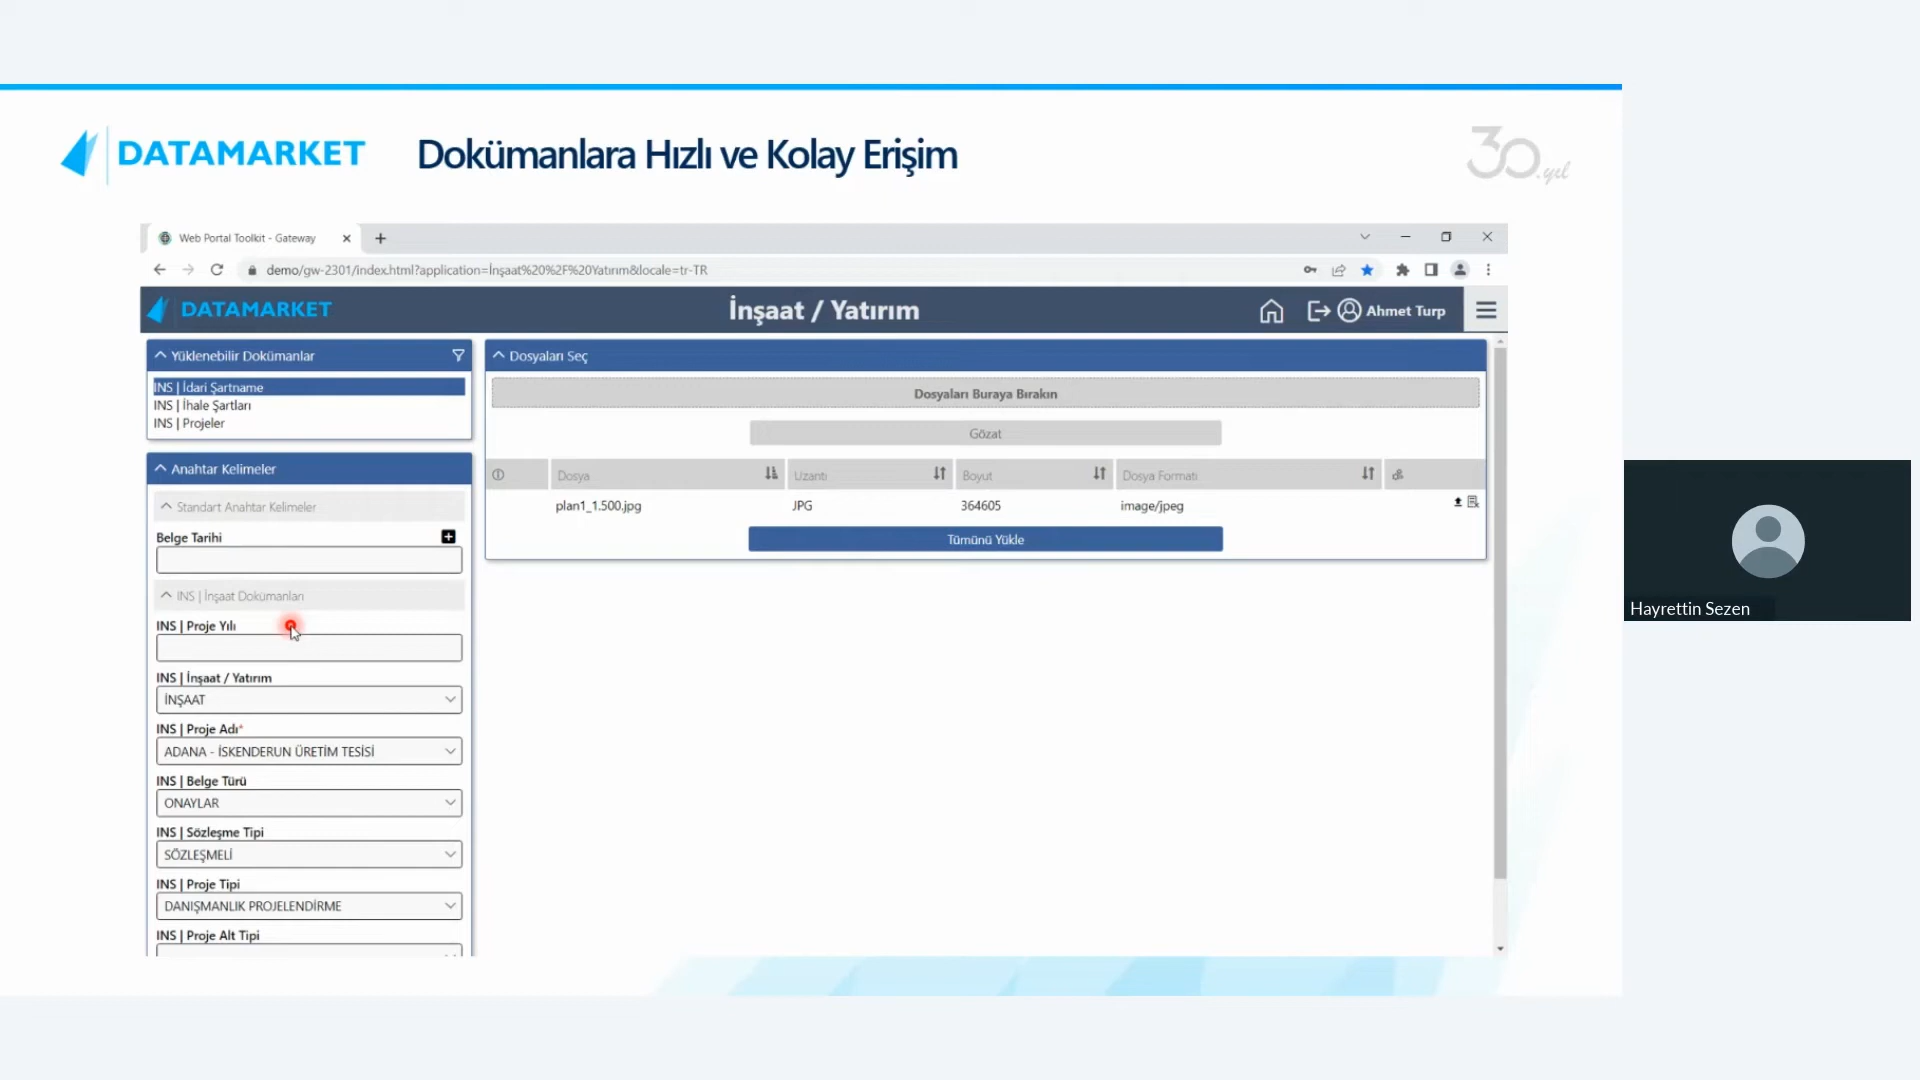 DATAMARKET
Dokümanlara Hızlı ve Kolay Erişim
30.yıl
Web Portal Toolkit - Gateway
demo/gw-2301/index.html?application=İnşaat%20%2F%20Yatırım&locale=tr-TR
DATAMARKET
İnşaat / Yatırım
Ahmet Turp
Yüklenebilir Dokümanlar
INS | İdari Şartname
INS | İhale Şartları
INS | Projeler
Anahtar Kelimeler
Standart Anahtar Kelimeler
Belge Tarihi
INS | İnşaat Dokümanları
INS | Proje Yılı
INS | İnşaat / Yatırım
İNŞAAT
INS | Proje Adı*
ADANA - İSKENDERUN ÜRETİM TESİSİ
INS | Belge Türü
ONAYLAR
INS | Sözleşme Tipi
SÖZLEŞMELİ
INS | Proje Tipi
DANIŞMANLIK PROJELENDİRME
INS | Proje Alt Tipi
Dosyaları Seç
Dosyaları Buraya Bırakın
Gözat
Dosya Uzantı Boyut Dosya Formatı
plan1_1.500.jpg JPG 364605 image/jpeg
Tümünü Yükle
Hayrettin Sezen